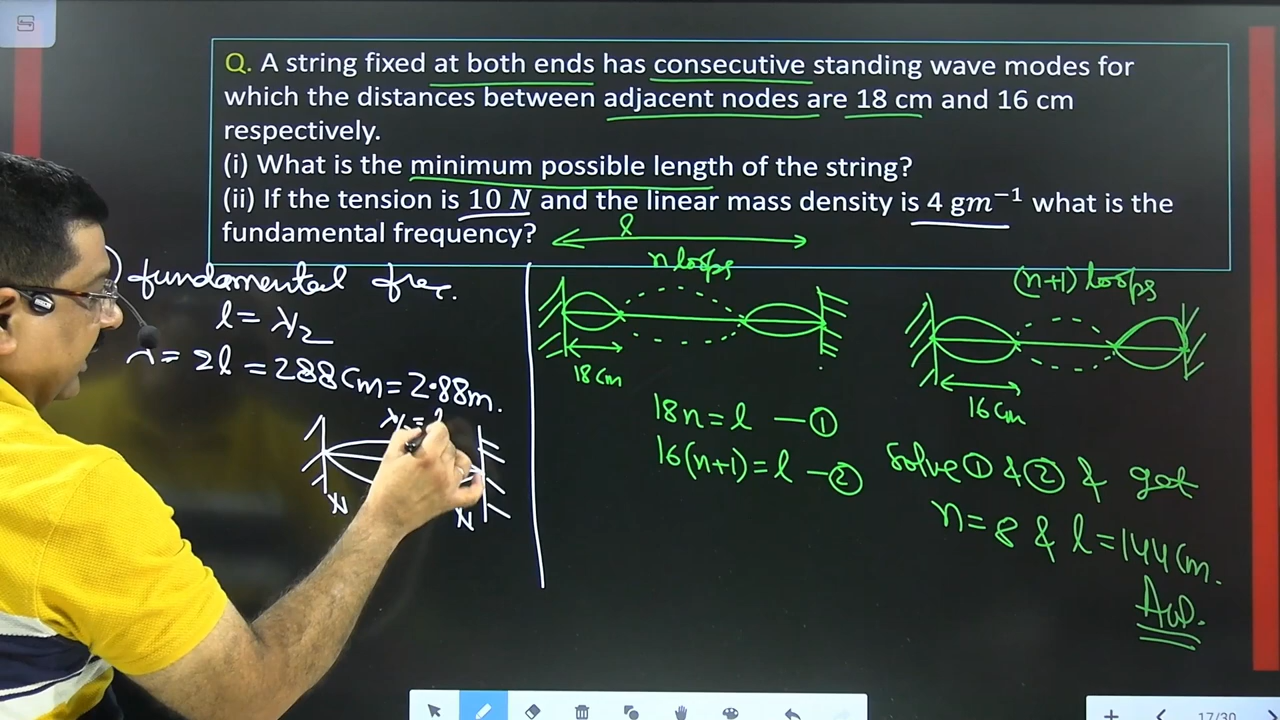 Q. A string fixed at both ends has consecutive standing wave modes for
which the distances between adjacent nodes are 18 cm and 16 cm
respectively.
(i) What is the minimum possible length of the string?
(ii) If the tension is 10 N and the linear mass density is 4 gm⁻¹ what is the
fundamental frequency?
l
n loops
(n+1) loops
fundamental fre.
l = λ/2
λ = 2l = 288 Cm = 2.88m.
N
N
18 Cm
18n = l — ①
16(n+1) = l — ②
16 Cm
Solve ① & ② & get
n = 8 & l = 144 Cm.
17/30